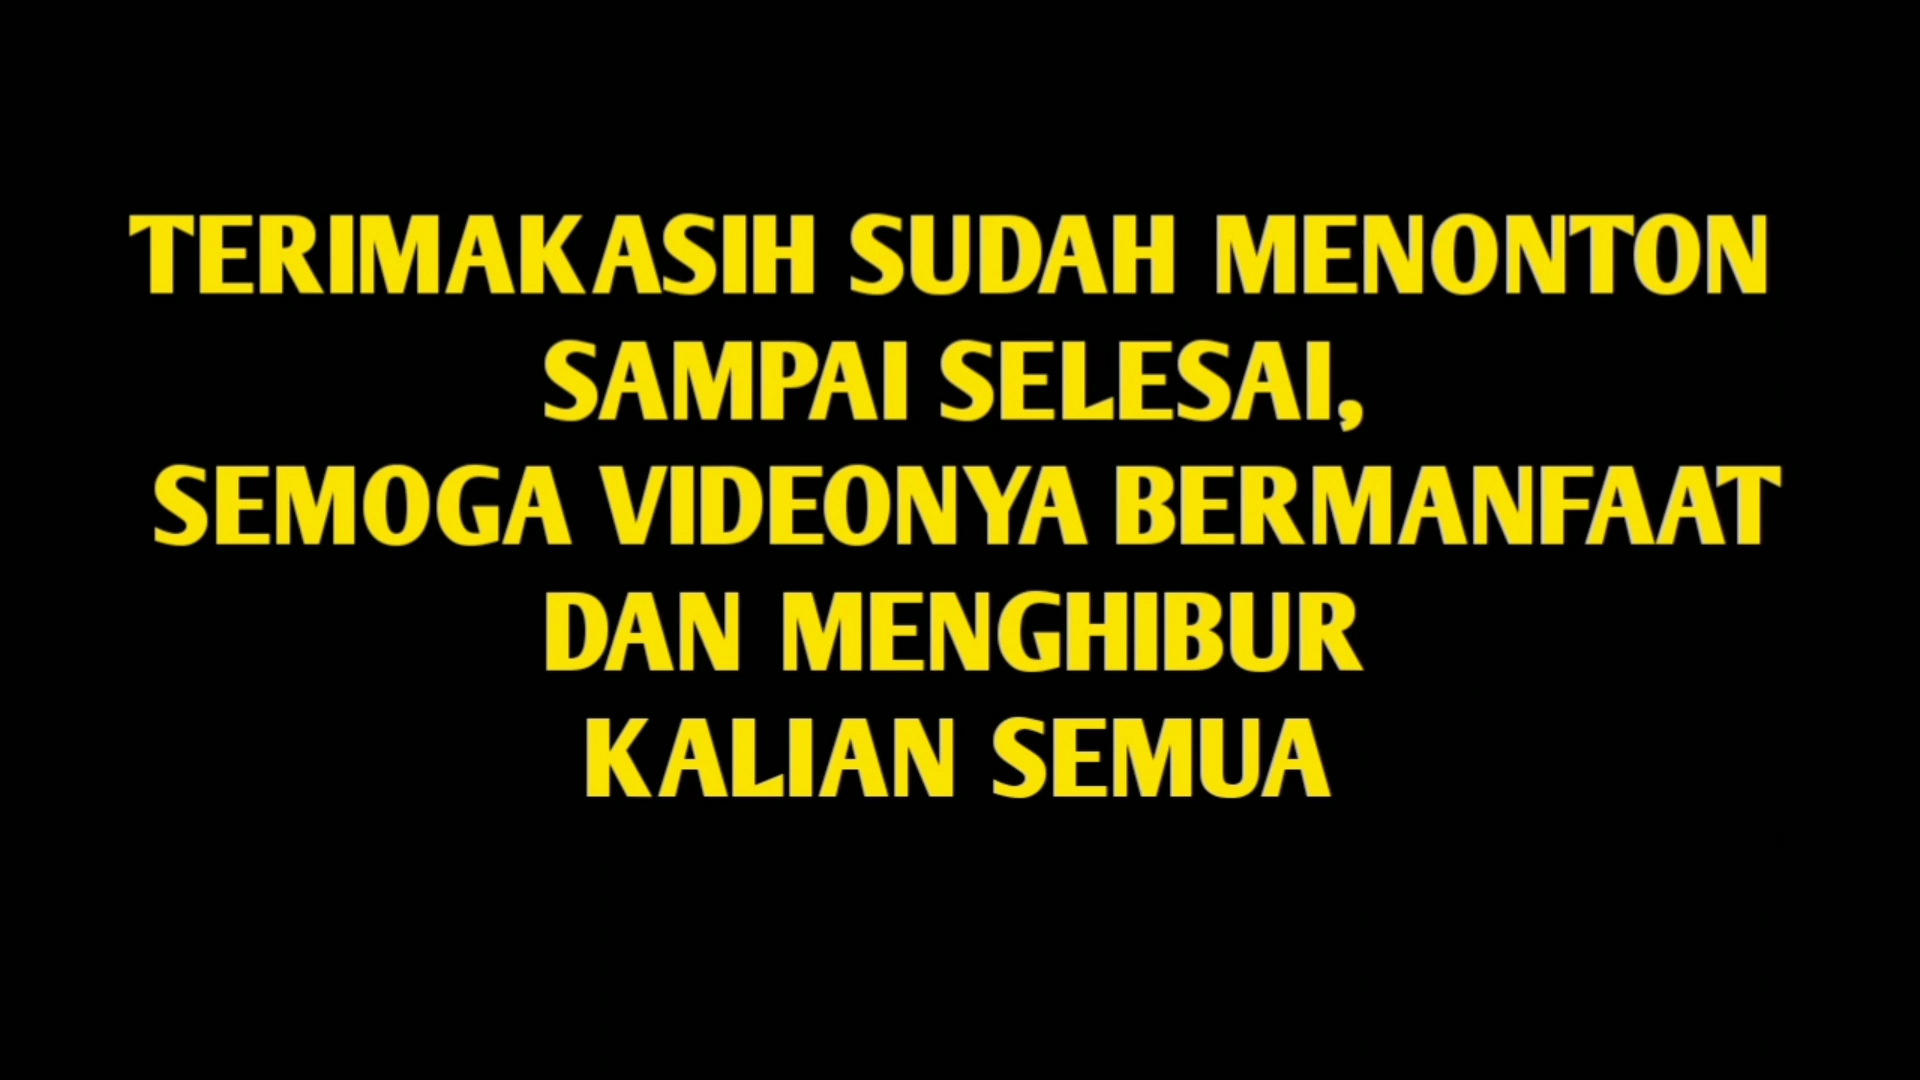 TERIMAKASIH SUDAH MENONTON
SAMPAI SELESAI,
SEMOGA VIDEONYA BERMANFAAT
DAN MENGHIBUR
KALIAN SEMUA